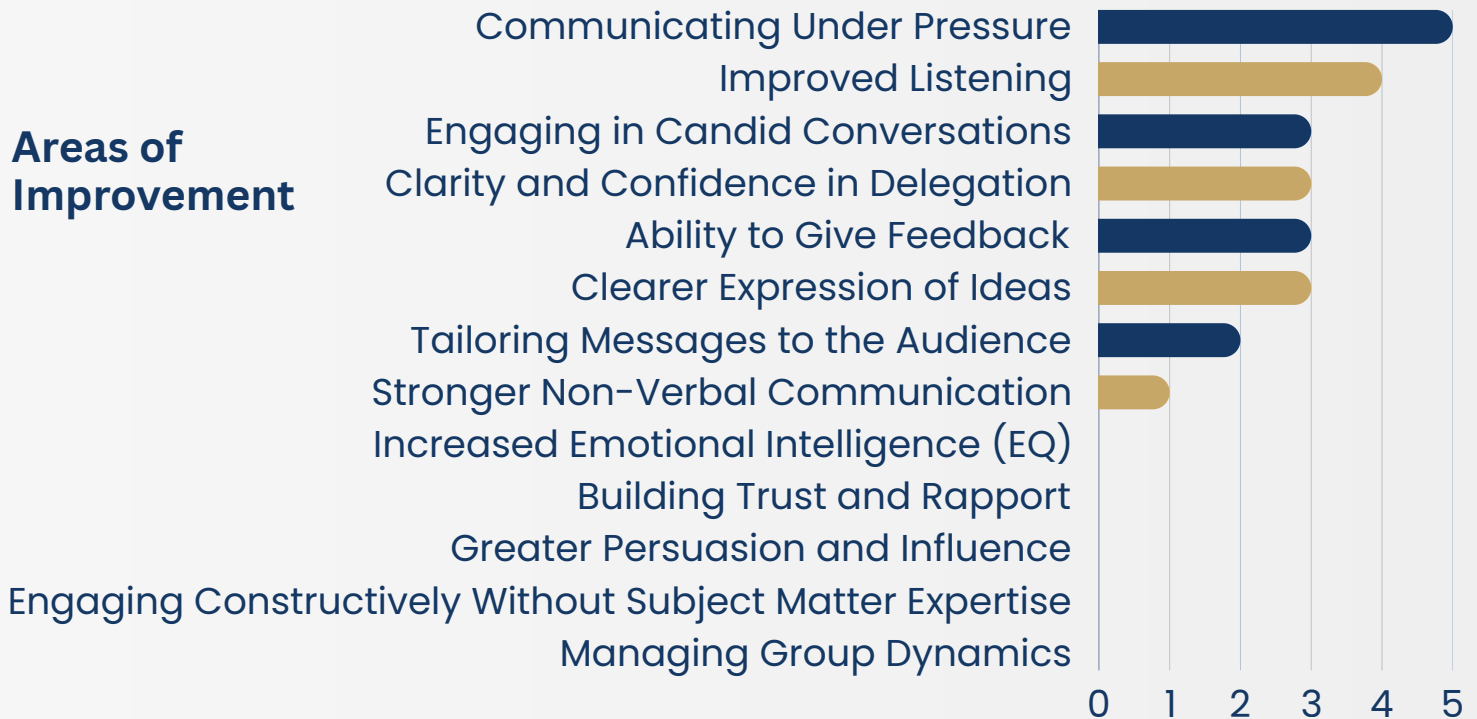 Areas of
Improvement
Communicating Under Pressure
Improved Listening
Engaging in Candid Conversations
Clarity and Confidence in Delegation
Ability to Give Feedback
Clearer Expression of Ideas
Tailoring Messages to the Audience
Stronger Non-Verbal Communication
Increased Emotional Intelligence (EQ)
Building Trust and Rapport
Greater Persuasion and Influence
Engaging Constructively Without Subject Matter Expertise
Managing Group Dynamics
0 1 2 3 4 5